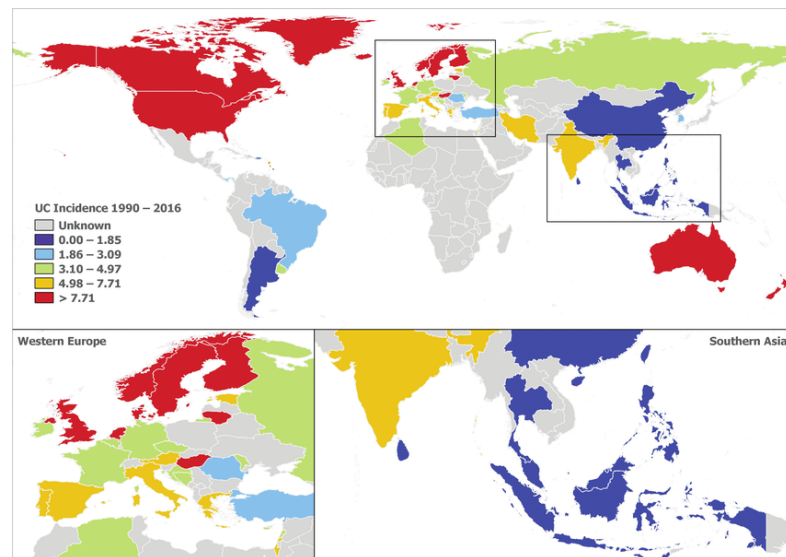 UC Incidence 1990 – 2016
Unknown
0.00 – 1.85
1.86 – 3.09
3.10 – 4.97
4.98 – 7.71
> 7.71
Western Europe
Southern Asia